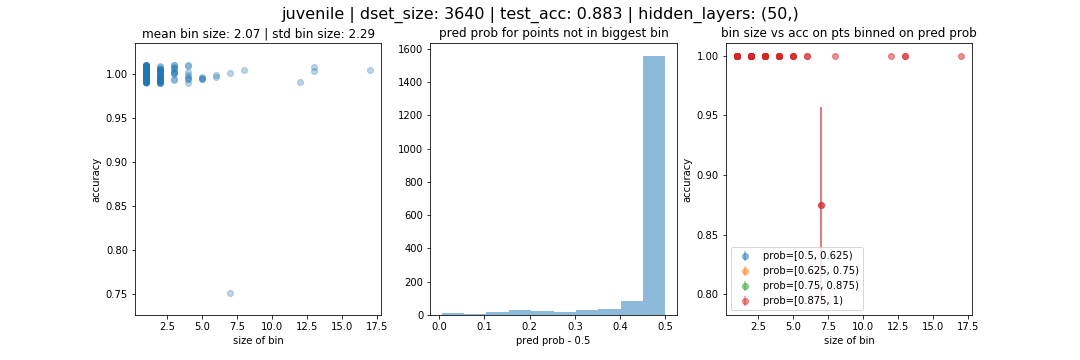 juvenile | dset_size: 3640 | test_acc: 0.883 | hidden_layers: (50,)
mean bin size: 2.07 | std bin size: 2.29
1.00
0.95
0.90
0.85
0.80
0.75
accuracy
2.5 5.0 7.5 10.0 12.5 15.0 17.5
size of bin
pred prob for points not in biggest bin
1600
1400
1200
1000
800
600
400
200
0
0.0 0.1 0.2 0.3 0.4 0.5
pred prob - 0.5
bin size vs acc on pts binned on pred prob
1.00
0.95
0.90
0.85
0.80
accuracy
prob=[0.5, 0.625)
prob=[0.625, 0.75)
prob=[0.75, 0.875)
prob=[0.875, 1)
2.5 5.0 7.5 10.0 12.5 15.0 17.5
size of bin